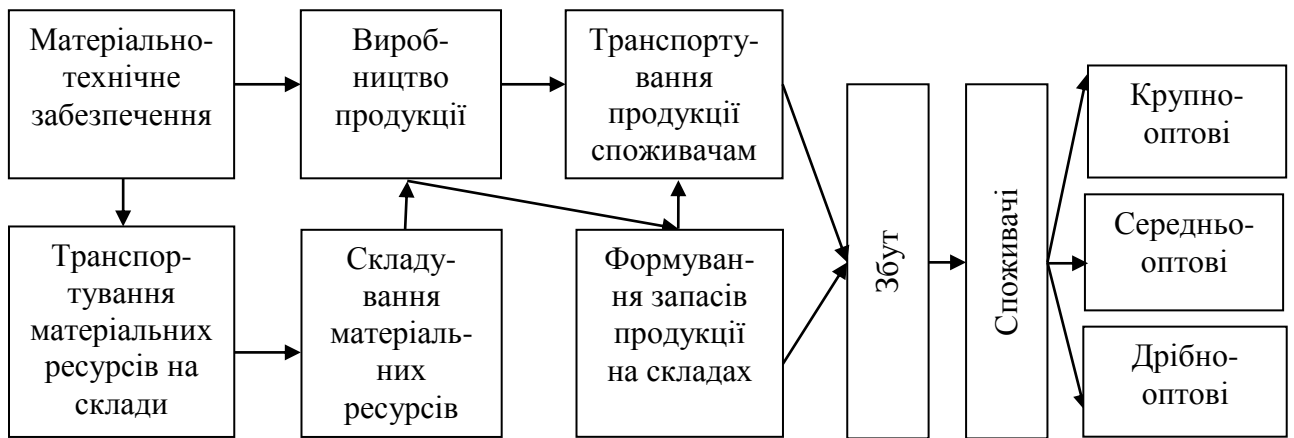 Матеріально-
технічне
забезпечення
Вироб-
ництво
продукції
Транспорту-
вання
продукції
споживачам
Транспор-
тування
матеріальних
ресурсів на
склади
Складу-
вання
матеріаль-
них
ресурсів
Формуван-
ня запасів
продукції
на складах
Збут
Споживачі
Крупно-
оптові
Середньо-
оптові
Дрібно-
оптові